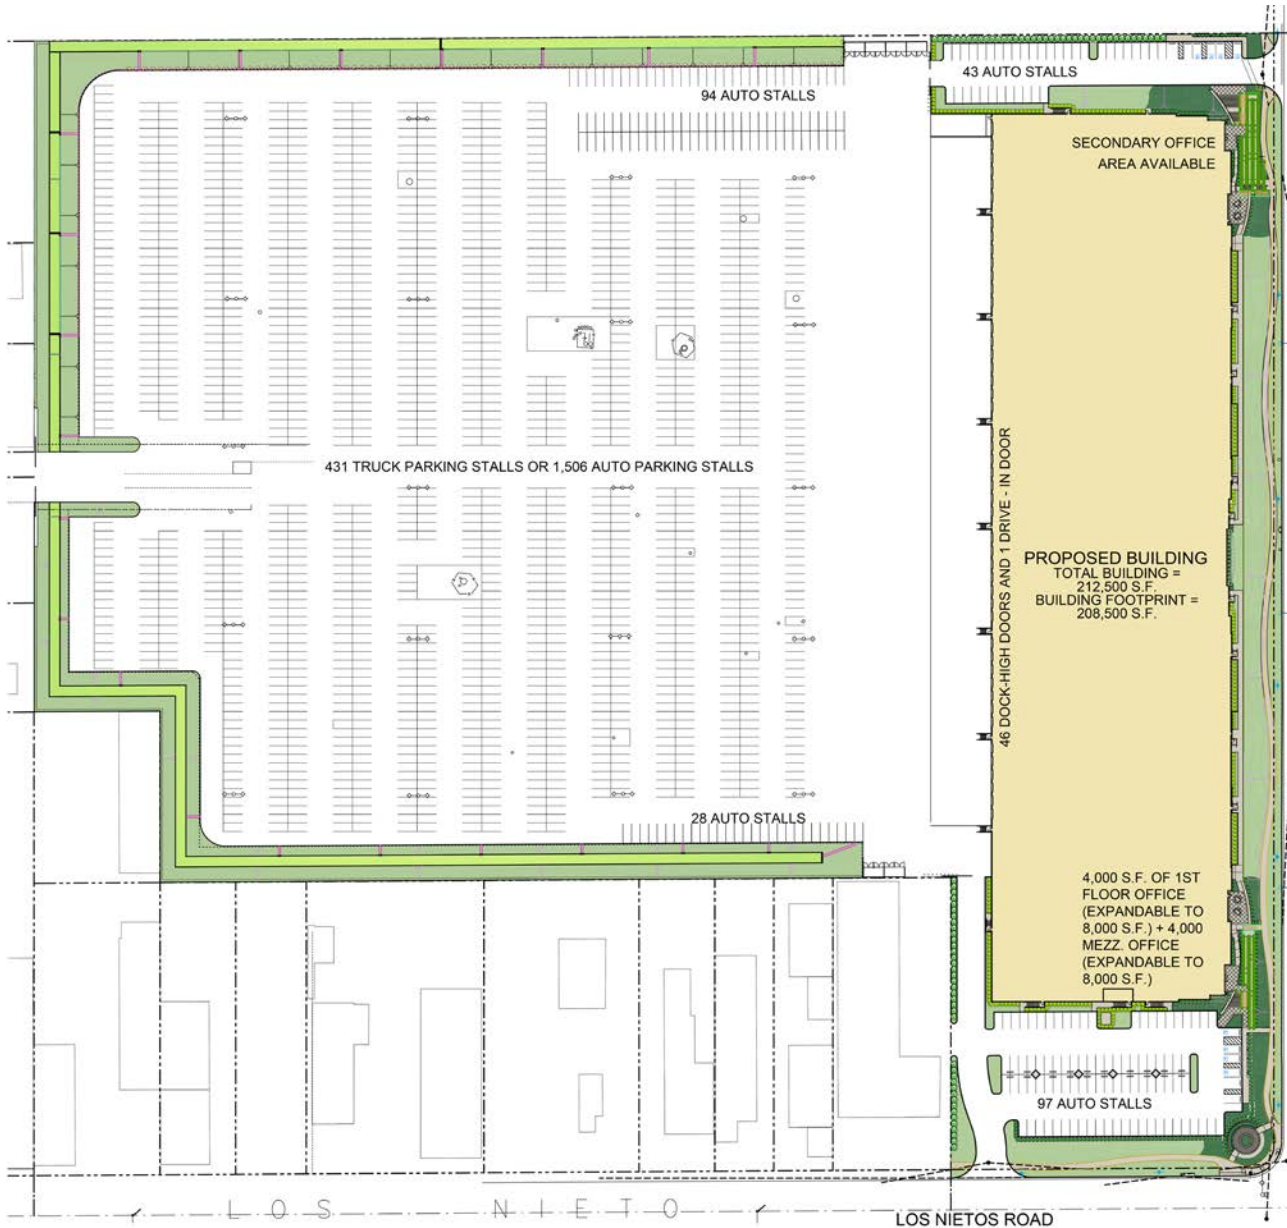 43 AUTO STALLS
94 AUTO STALLS
SECONDARY OFFICE
AREA AVAILABLE
431 TRUCK PARKING STALLS OR 1,506 AUTO PARKING STALLS
46 DOCK-HIGH DOORS AND 1 DRIVE - IN DOOR
PROPOSED BUILDING
TOTAL BUILDING =
212,500 S.F.
BUILDING FOOTPRINT =
208,500 S.F.
28 AUTO STALLS
4,000 S.F. OF 1ST
FLOOR OFFICE
(EXPANDABLE TO
8,000 S.F.) + 4,000
MEZZ. OFFICE
(EXPANDABLE TO
8,000 S.F.)
97 AUTO STALLS
LOS NIETO
LOS NIETOS ROAD